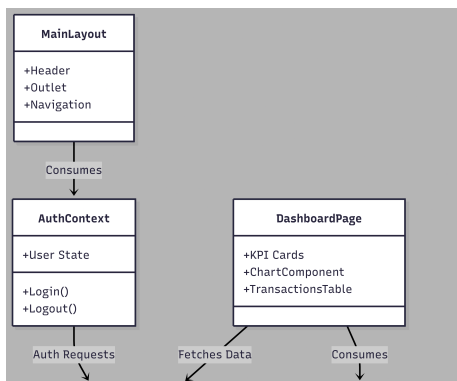 MainLayout
+Header
+Outlet
+Navigation
Consumes
AuthContext
+User State
+Login()
+Logout()
DashboardPage
+KPI Cards
+ChartComponent
+TransactionsTable
Auth Requests
Fetches Data
Consumes